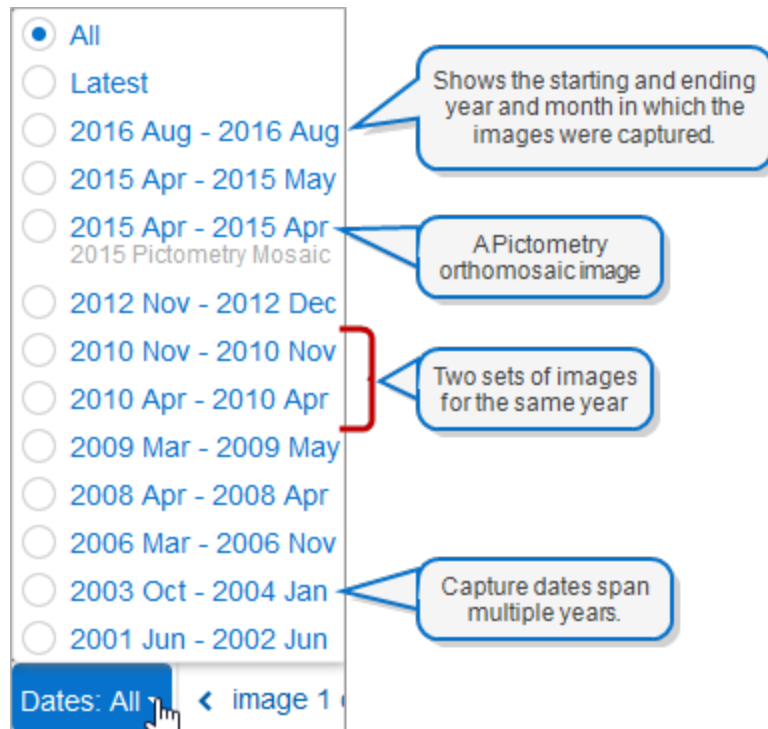 All
Latest
2016 Aug - 2016 Aug
2015 Apr - 2015 May
2015 Apr - 2015 Apr
2015 Pictometry Mosaic
2012 Nov - 2012 Dec
2010 Nov - 2010 Nov
2010 Apr - 2010 Apr
2009 Mar - 2009 May
2008 Apr - 2008 Apr
2006 Mar - 2006 Nov
2003 Oct - 2004 Jan
2001 Jun - 2002 Jun
Dates: All
image 1
Shows the starting and ending
year and month in which the
images were captured.
A Pictometry
orthomosaic image
Two sets of images
for the same year
Capture dates span
multiple years.